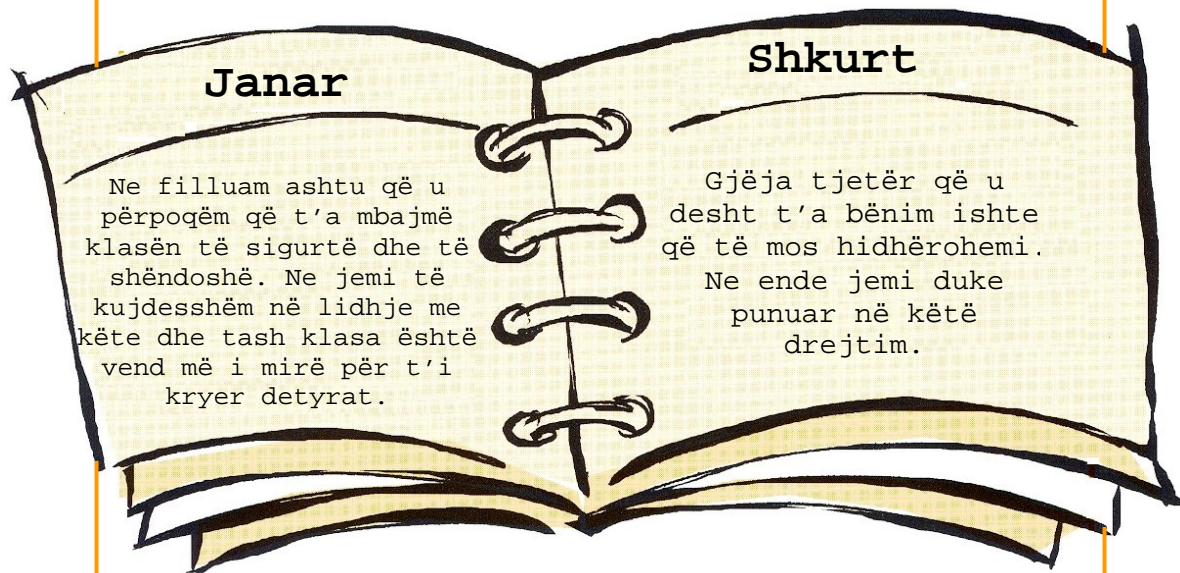 Janar
Ne filluam ashtu që u
përpoqëm që t’a mbajmë
klasën të sigurtë dhe të
shëndoshë. Ne jemi të
kujdesshëm në lidhje me
këte dhe tash klasa është
vend më i mirë për t’i
kryer detyrat.
Shkurt
Gjëja tjetër që u
desht t’a bënim ishte
që të mos hidhërohemi.
Ne ende jemi duke
punuar në këtë
drejtim.